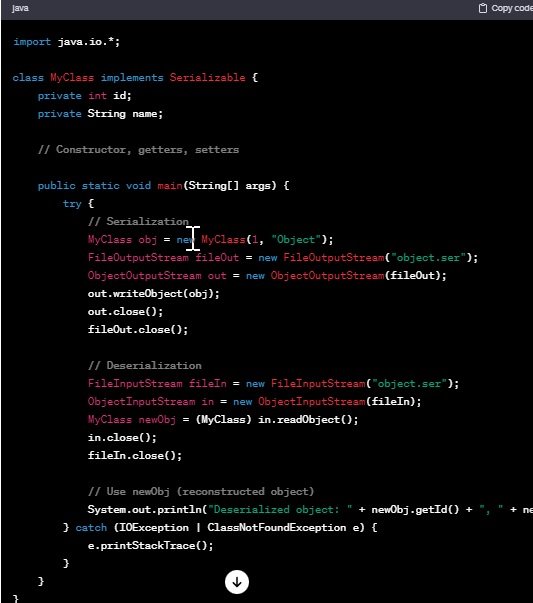 java
Copy code
import java.io.*;
class MyClass implements Serializable {
private int id;
private String name;
// Constructor, getters, setters
public static void main(String[] args) {
try {
// Serialization
MyClass obj = new MyClass(1, "Object");
FileOutputStream fileOut = new FileOutputStream("object.ser");
ObjectOutputStream out = new ObjectOutputStream(fileOut);
out.writeObject(obj);
out.close();
fileOut.close();
// Deserialization
FileInputStream fileIn = new FileInputStream("object.ser");
ObjectInputStream in = new ObjectInputStream(fileIn);
MyClass newObj = (MyClass) in.readObject();
in.close();
fileIn.close();
// Use newObj (reconstructed object)
System.out.println("Deserialized object: " + newObj.getId() + ", " + ne
} catch (IOException | ClassNotFoundException e) {
e.printStackTrace();
}
}
}